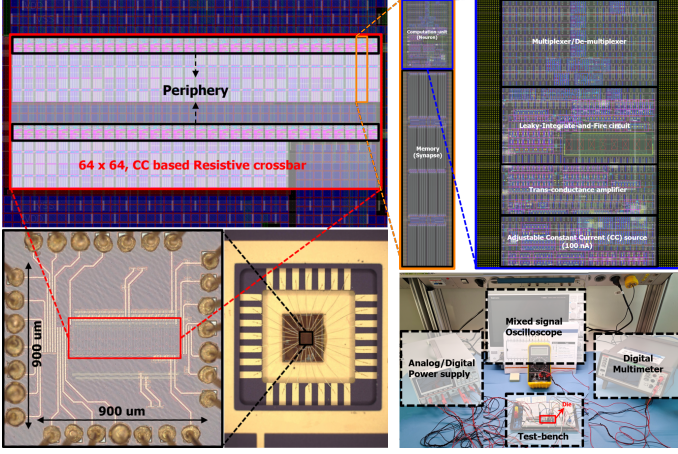 Periphery
64 x 64, CC based Resistive crossbar
Computation unit
(Neuron)
Memory
(Synapse)
Multiplexer/De-multiplexer
Leaky-Integrate-and-Fire circuit
Trans-conductance amplifier
Adjustable Constant Current (CC) source
(100 nA)
900 um
900 um
Mixed signal
Oscilloscope
Analog/Digital
Power supply
Digital
Multimeter
Die
Test-bench